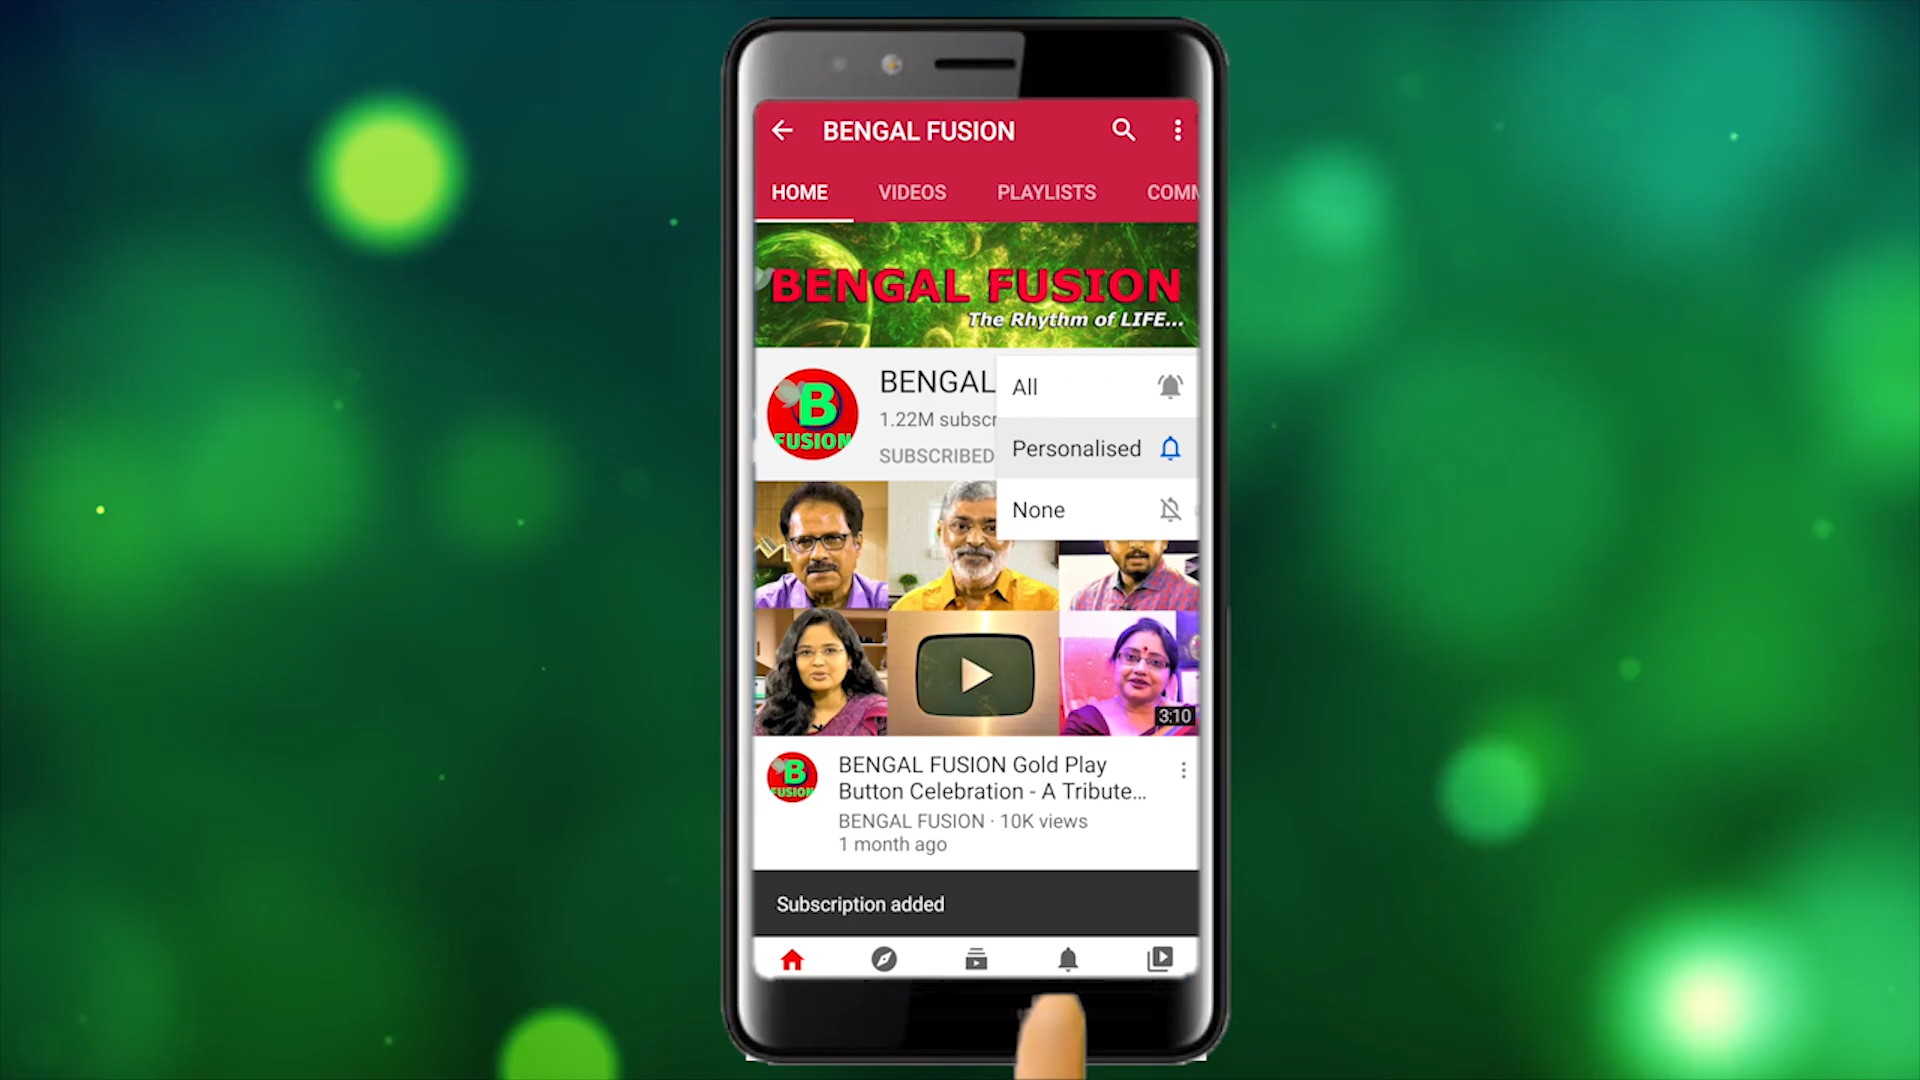 BENGAL FUSION
HOME VIDEOS PLAYLISTS COMM
BENGAL FUSION
The Rhythm of LIFE...
B
FUSION
BENGAL
1.22M subscr
SUBSCRIBED
All
Personalised
None
3:10
B
FUSION
BENGAL FUSION Gold Play
Button Celebration - A Tribute...
BENGAL FUSION · 10K views
1 month ago
Subscription added